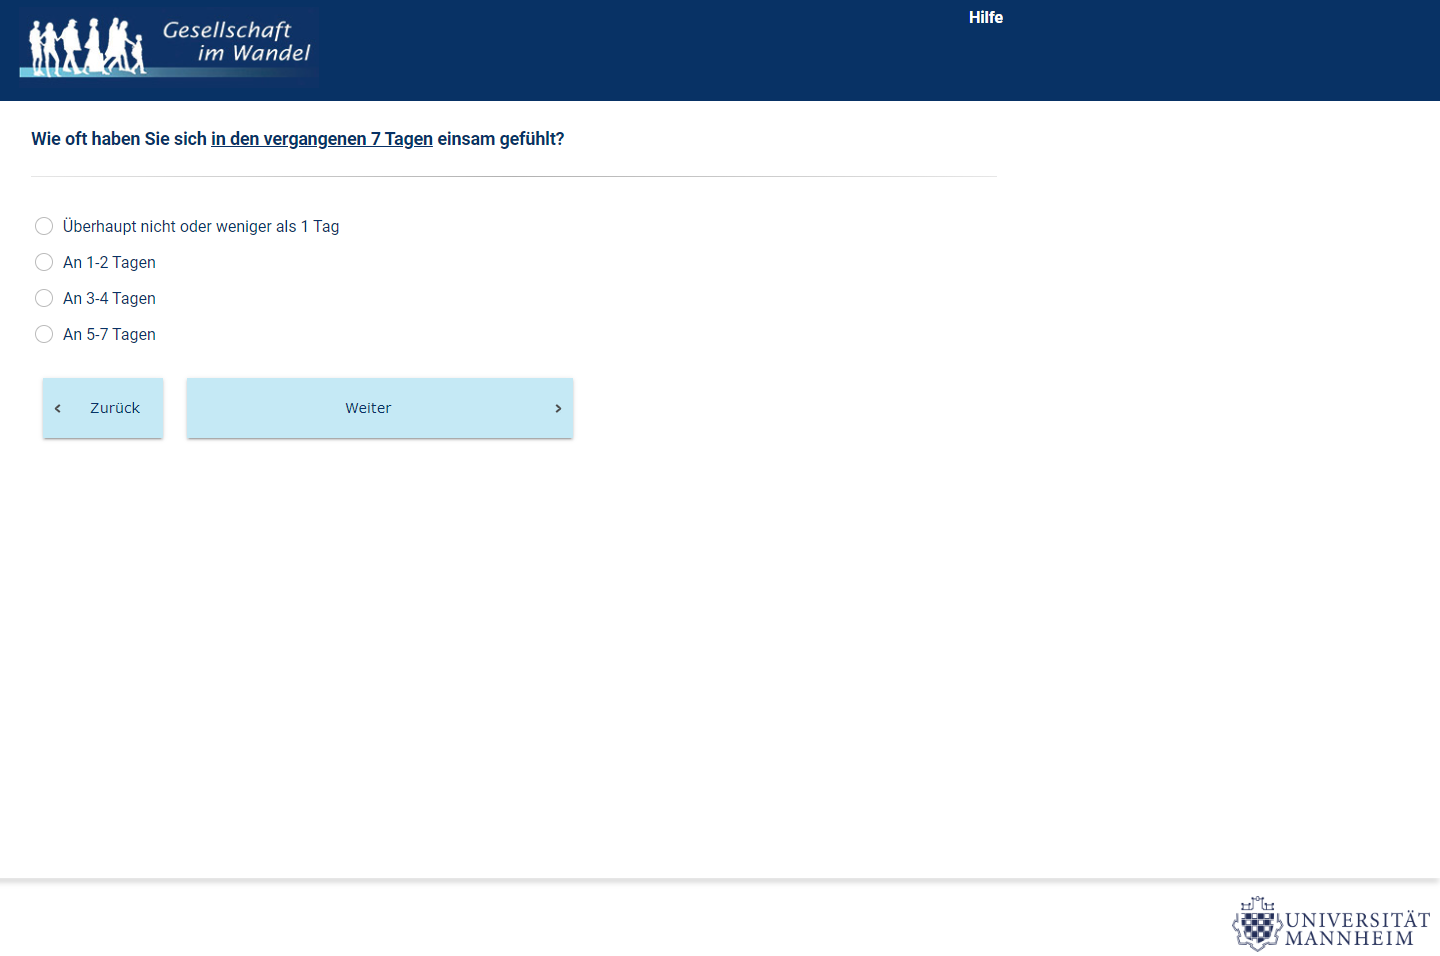 Gesellschaft
im Wandel
Hilfe
Wie oft haben Sie sich in den vergangenen 7 Tagen einsam gefühlt?
Überhaupt nicht oder weniger als 1 Tag
An 1-2 Tagen
An 3-4 Tagen
An 5-7 Tagen
‹ Zurück
Weiter ›
UNIVERSITÄT
MANNHEIM